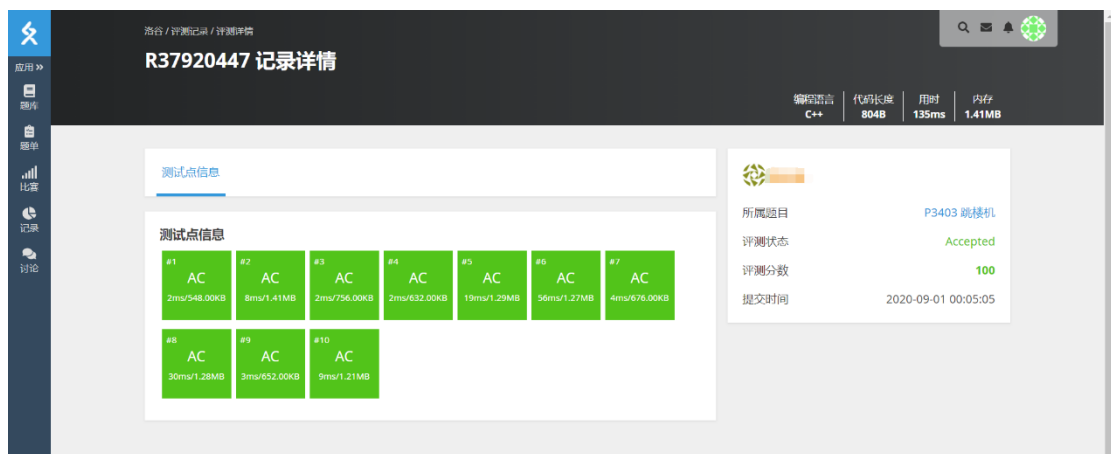 洛谷 / 评测记录 / 评测详情
R37920447 记录详情
编程语言 代码长度 用时 内存
C++ 804B 135ms 1.41MB
应用 »
题库
题单
比赛
记录
讨论
测试点信息
测试点信息
#1 #2 #3 #4 #5 #6 #7
AC AC AC AC AC AC AC
2ms/548.00KB 8ms/1.41MB 2ms/756.00KB 2ms/632.00KB 19ms/1.29MB 56ms/1.27MB 4ms/676.00KB
#8 #9 #10
AC AC AC
30ms/1.28MB 3ms/652.00KB 9ms/1.21MB
所属题目 P3403 跳楼机
评测状态 Accepted
评测分数 100
提交时间 2020-09-01 00:05:05